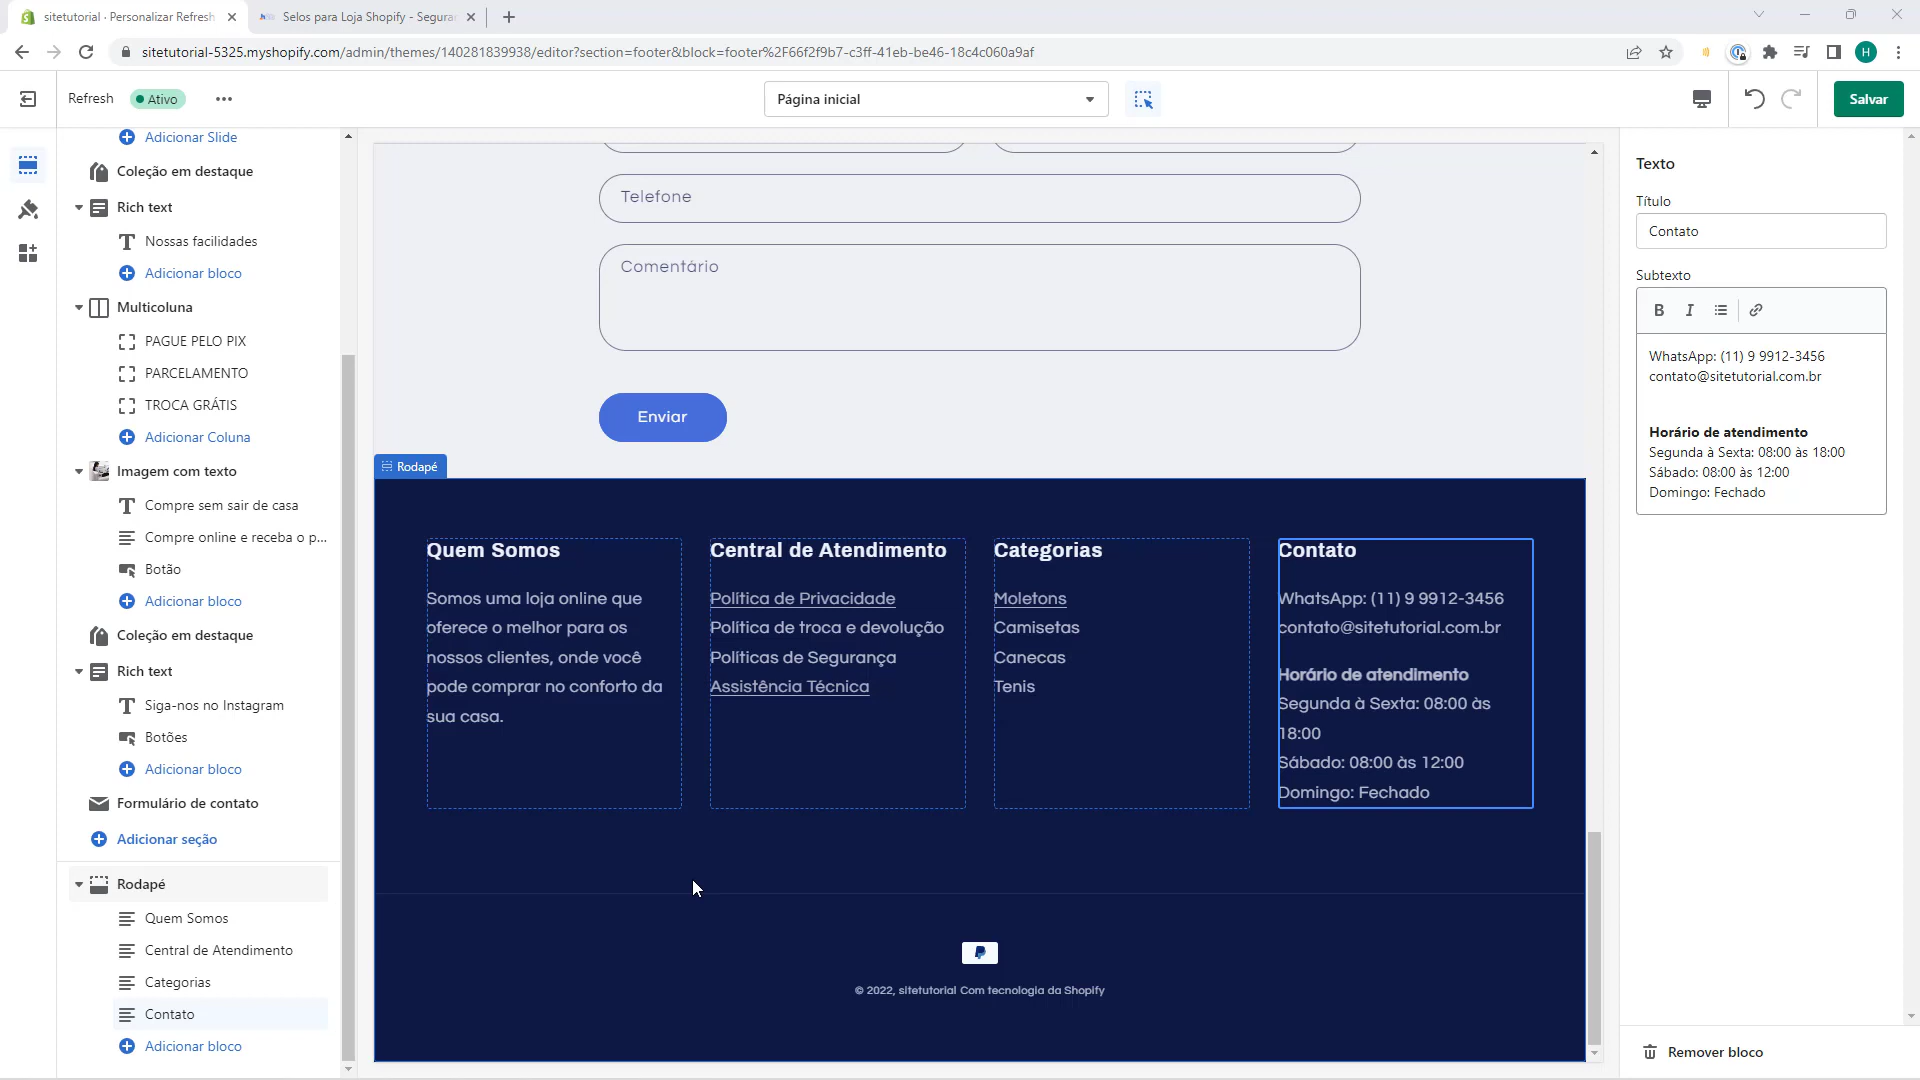 sitetutorial · Personalizar Refresh
Selos para Loja Shopify - Segurar
sitetutorial-5325.myshopify.com/admin/themes/140281839938/editor?section=footer&block=footer%2F66f2f9b7-c3ff-41eb-be46-18c4c060a9af
H
Refresh
Ativo
Página inicial
Salvar
Adicionar Slide
Coleção em destaque
Rich text
Nossas facilidades
Adicionar bloco
Multicoluna
PAGUE PELO PIX
PARCELAMENTO
TROCA GRÁTIS
Adicionar Coluna
Imagem com texto
Compre sem sair de casa
Compre online e receba o p...
Botão
Adicionar bloco
Coleção em destaque
Rich text
Siga-nos no Instagram
Botões
Adicionar bloco
Formulário de contato
Adicionar seção
Rodapé
Quem Somos
Central de Atendimento
Categorias
Contato
Adicionar bloco
Telefone
Comentário
Enviar
Rodapé
Quem Somos
Somos uma loja online que
oferece o melhor para os
nossos clientes, onde você
pode comprar no conforto da
sua casa.
Central de Atendimento
Política de Privacidade
Política de troca e devolução
Políticas de Segurança
Assistência Técnica
Categorias
Moletons
Camisetas
Canecas
Tenis
Contato
WhatsApp: (11) 9 9912-3456
contato@sitetutorial.com.br
Horário de atendimento
Segunda à Sexta: 08:00 às
18:00
Sábado: 08:00 às 12:00
Domingo: Fechado
© 2022, sitetutorial Com tecnologia da Shopify
Texto
Título
Contato
Subtexto
B I
WhatsApp: (11) 9 9912-3456
contato@sitetutorial.com.br
Horário de atendimento
Segunda à Sexta: 08:00 às 18:00
Sábado: 08:00 às 12:00
Domingo: Fechado
Remover bloco